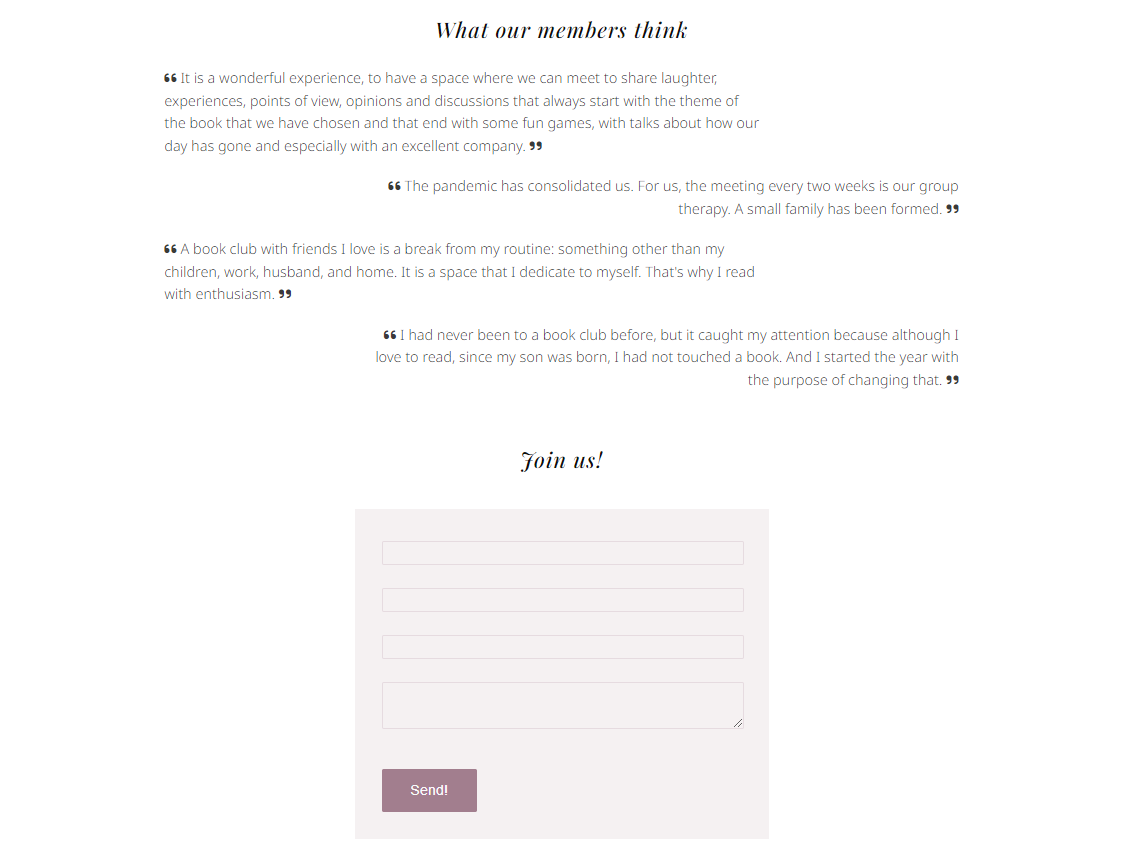 What our members think
❝ It is a wonderful experience, to have a space where we can meet to share laughter,
experiences, points of view, opinions and discussions that always start with the theme of
the book that we have chosen and that end with some fun games, with talks about how our
day has gone and especially with an excellent company. ❞
❝ The pandemic has consolidated us. For us, the meeting every two weeks is our group
therapy. A small family has been formed. ❞
❝ A book club with friends I love is a break from my routine: something other than my
children, work, husband, and home. It is a space that I dedicate to myself. That's why I read
with enthusiasm. ❞
❝ I had never been to a book club before, but it caught my attention because although I
love to read, since my son was born, I had not touched a book. And I started the year with
the purpose of changing that. ❞
Join us!
Send!